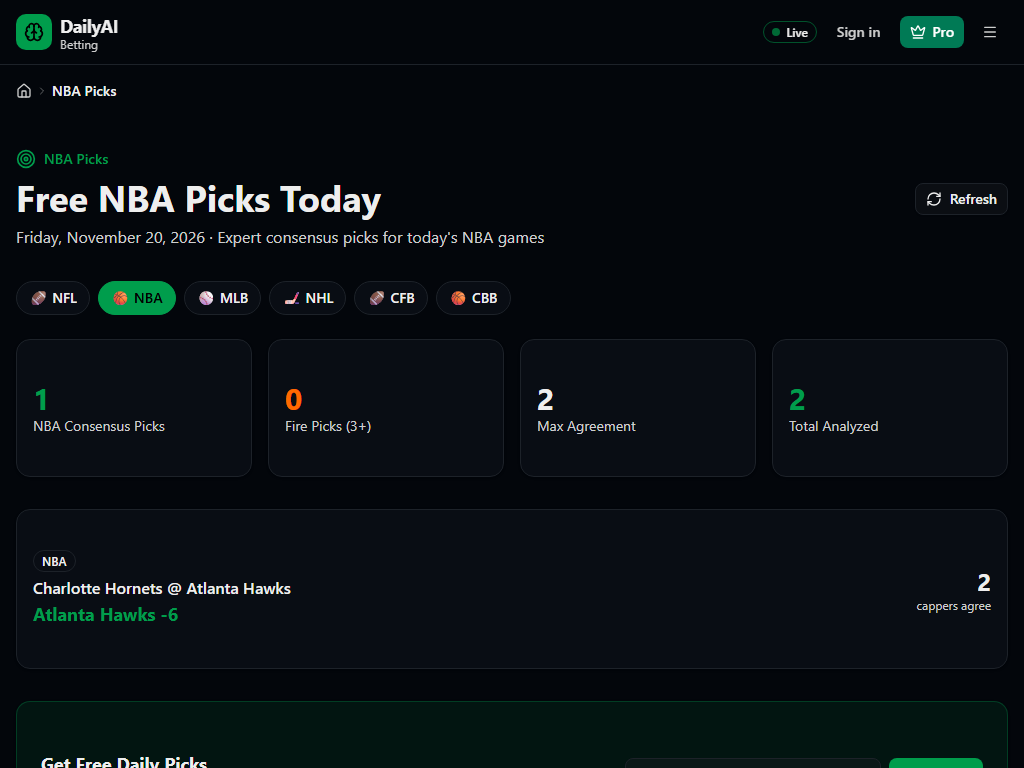 DailyAI
Betting
Live
Sign in
Pro
NBA Picks
NBA Picks
Free NBA Picks Today
Refresh
Friday, November 20, 2026 · Expert consensus picks for today's NBA games
NFL
NBA
MLB
NHL
CFB
CBB
1
NBA Consensus Picks
0
Fire Picks (3+)
2
Max Agreement
2
Total Analyzed
NBA
Charlotte Hornets @ Atlanta Hawks
Atlanta Hawks -6
2
cappers agree
Get Free Daily Picks